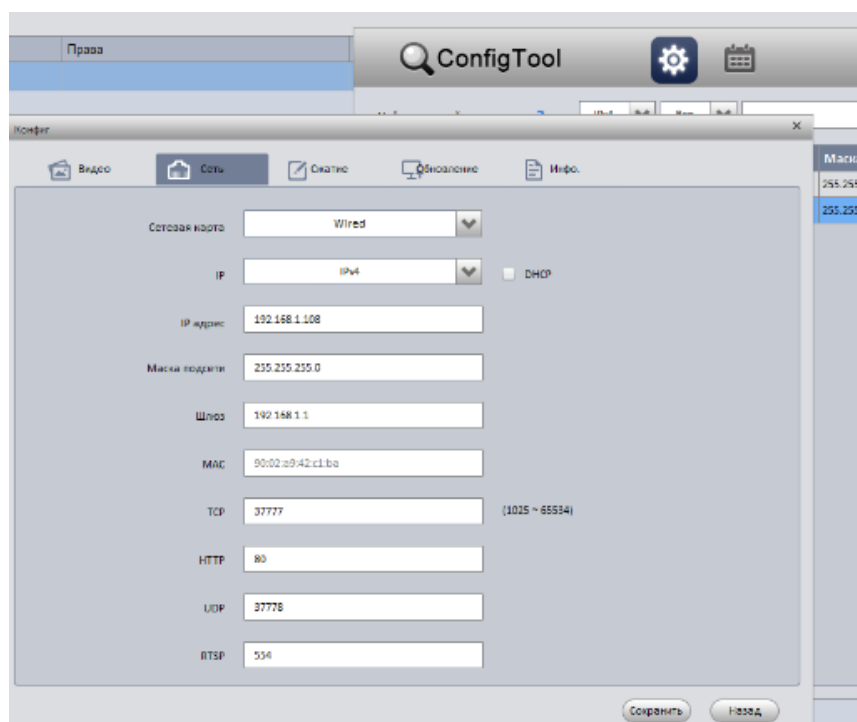 Права
ConfigTool
Конфиг
Видео
Сеть
Сжатие
Обновление
Инфо.
Маска
255.255
255.255
Сетевая карта
Wired
IP
IPv4
DHCP
IP адрес
192.168.1.108
Маска подсети
255.255.255.0
Шлюз
192.168.1.1
MAC
90:02:a9:42:c1:ba
TCP
37777
(1025 ~ 65534)
HTTP
80
UDP
37778
RTSP
554
Сохранить
Назад